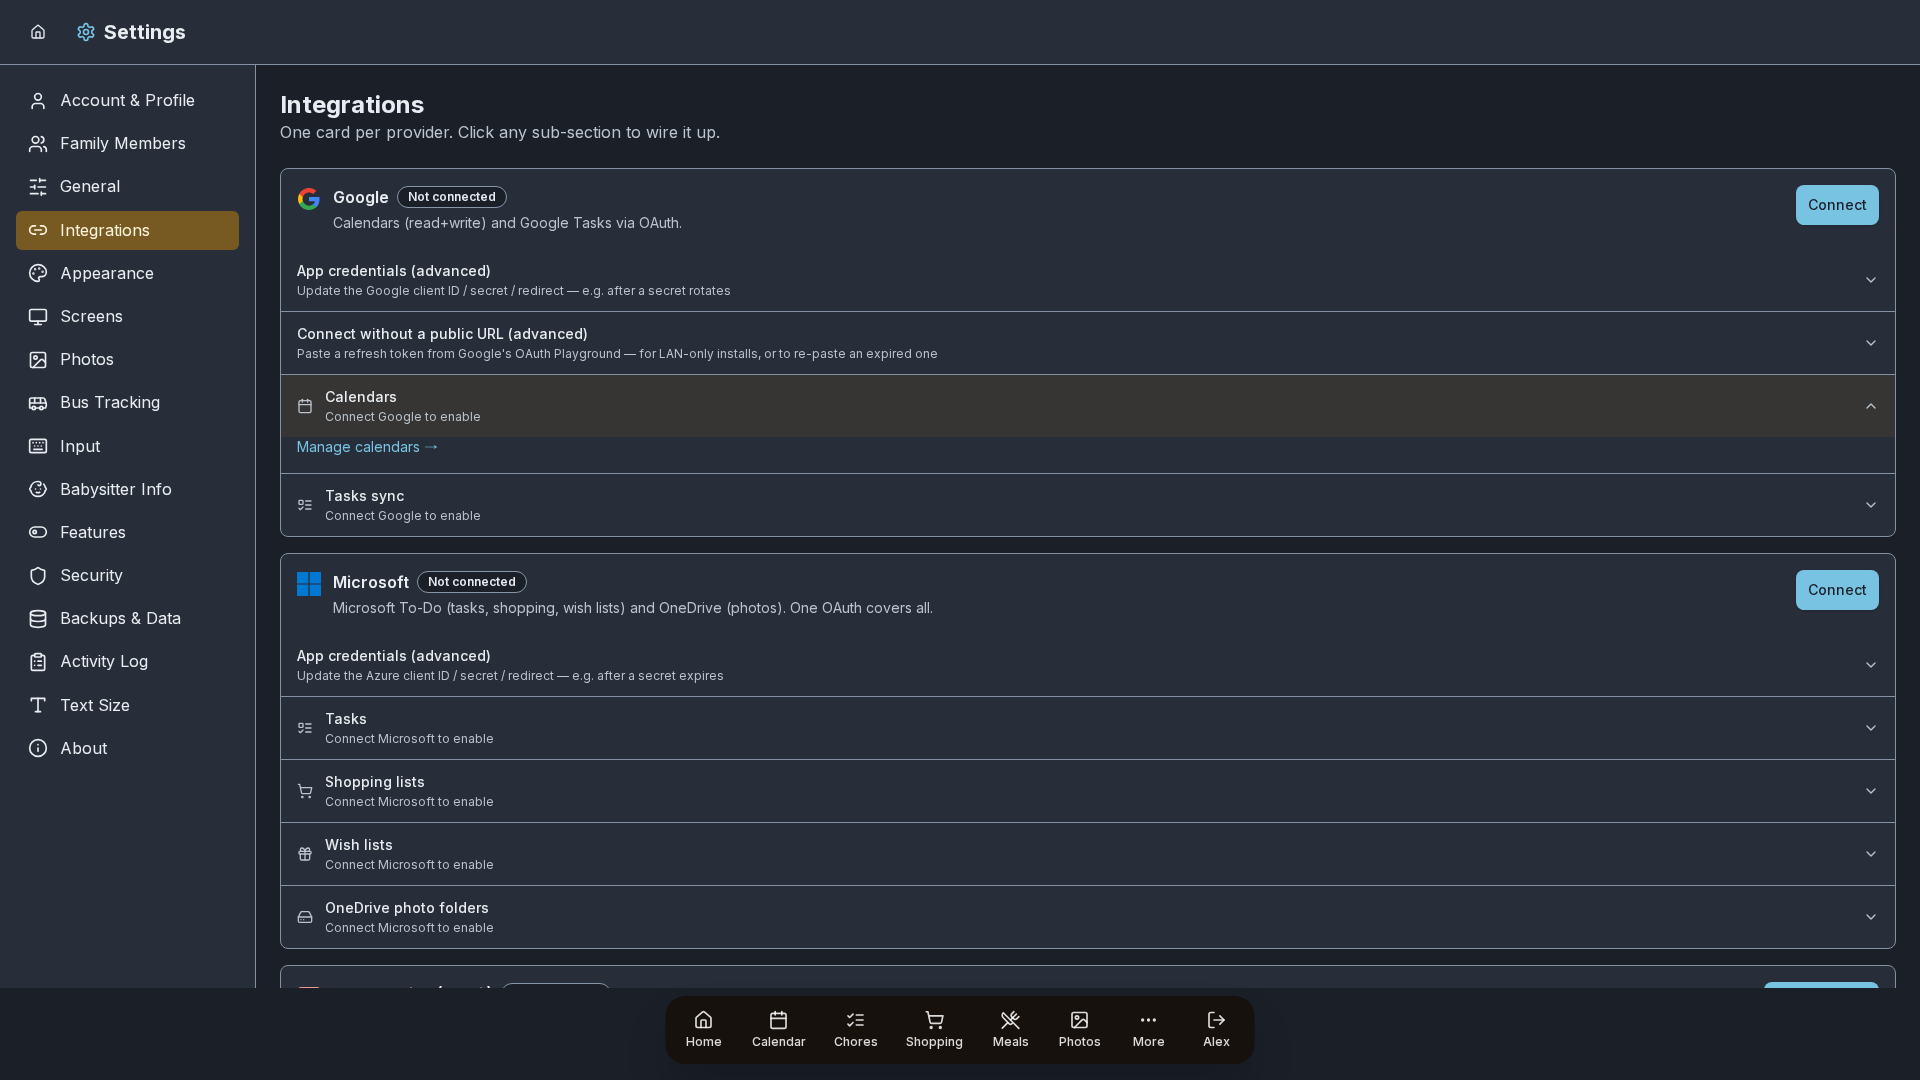 Settings
Account & Profile
Family Members
General
Integrations
Appearance
Screens
Photos
Bus Tracking
Input
Babysitter Info
Features
Security
Backups & Data
Activity Log
Text Size
About
Integrations
One card per provider. Click any sub-section to wire it up.
Google Not connected
Calendars (read+write) and Google Tasks via OAuth.
Connect
App credentials (advanced)
Update the Google client ID / secret / redirect — e.g. after a secret rotates
Connect without a public URL (advanced)
Paste a refresh token from Google's OAuth Playground — for LAN-only installs, or to re-paste an expired one
Calendars
Connect Google to enable
Manage calendars →
Tasks sync
Connect Google to enable
Microsoft Not connected
Microsoft To-Do (tasks, shopping, wish lists) and OneDrive (photos). One OAuth covers all.
Connect
App credentials (advanced)
Update the Azure client ID / secret / redirect — e.g. after a secret expires
Tasks
Connect Microsoft to enable
Shopping lists
Connect Microsoft to enable
Wish lists
Connect Microsoft to enable
OneDrive photo folders
Connect Microsoft to enable
Home
Calendar
Chores
Shopping
Meals
Photos
More
Alex